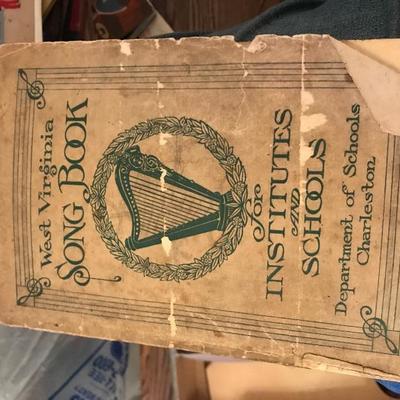 West Virginia
SONG BOOK
For
INSTITUTES
AND
SCHOOLS
Department of Schools
Charleston